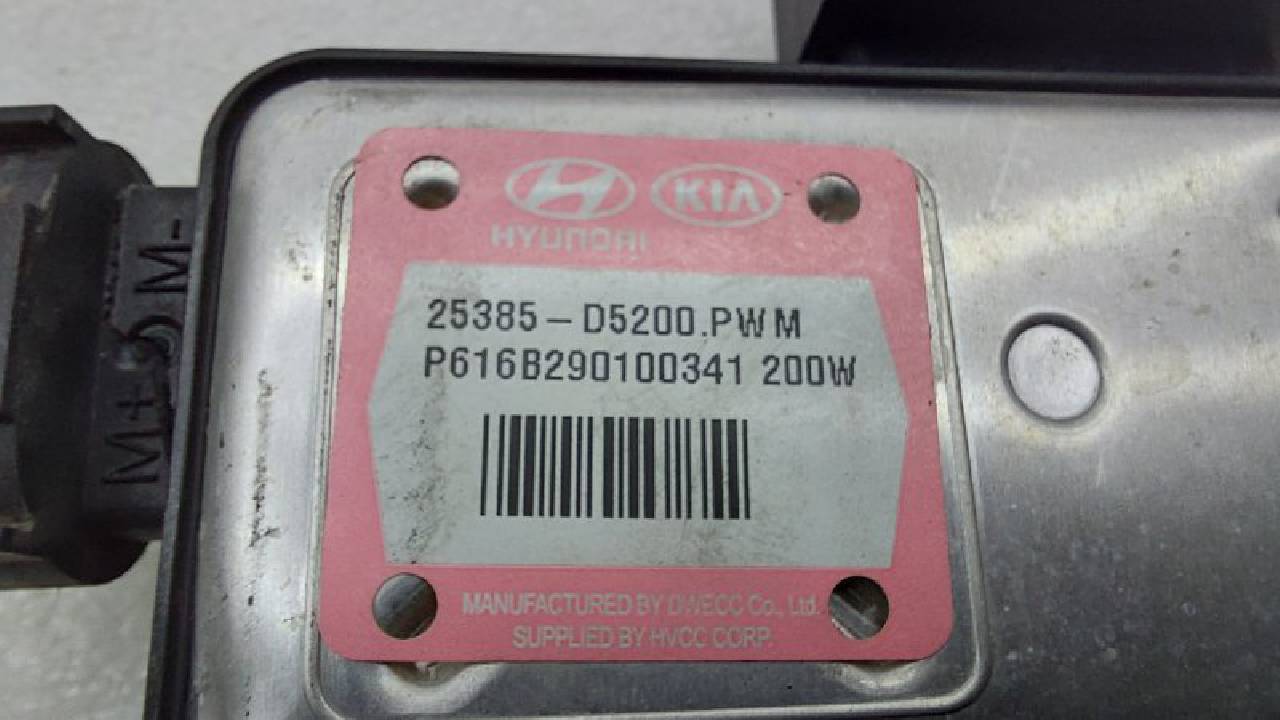 KIA
HYUNDAI
25385-D5200.PWM
P616B290100341 200W
MANUFACTURED BY DWECC Co., Ltd.
SUPPLIED BY HVCC CORP.
M+ M-